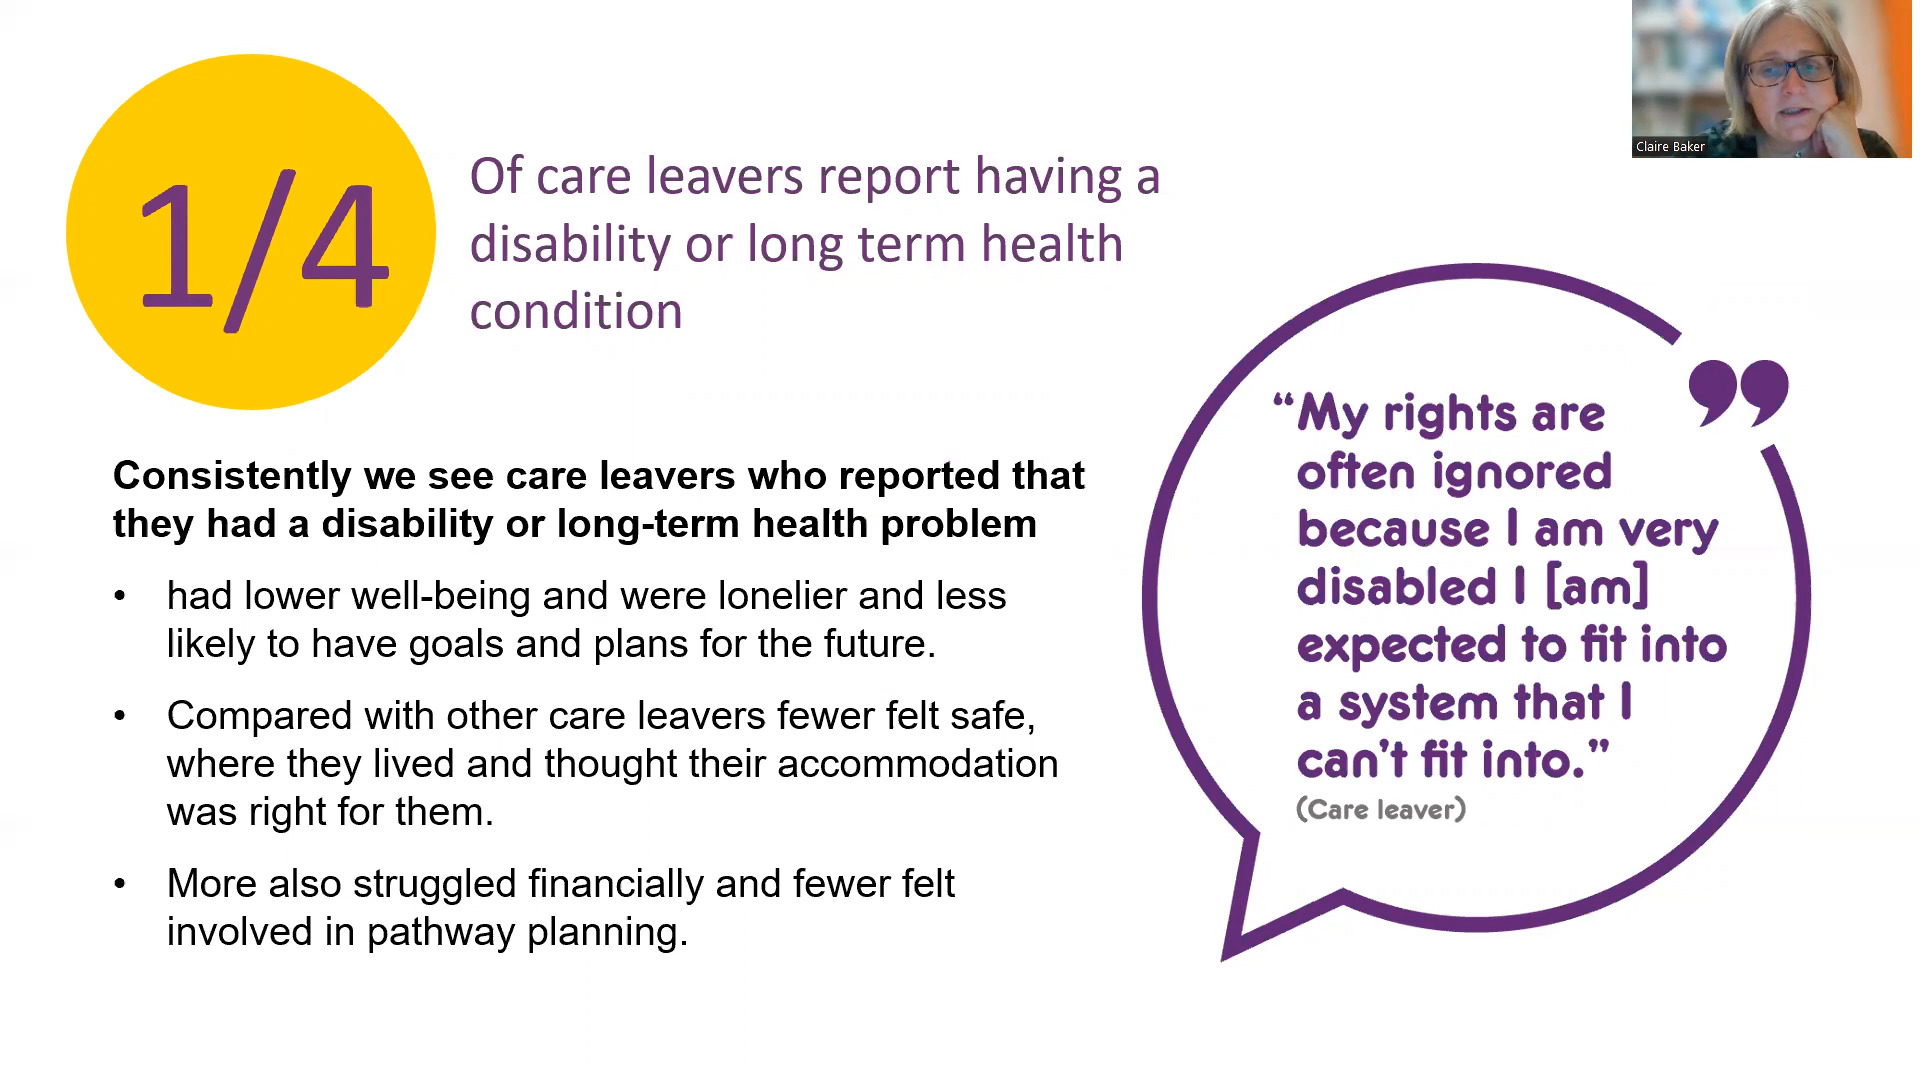 1/4
Of care leavers report having a
disability or long term health
condition
Consistently we see care leavers who reported that
they had a disability or long-term health problem
• had lower well-being and were lonelier and less
likely to have goals and plans for the future.
• Compared with other care leavers fewer felt safe,
where they lived and thought their accommodation
was right for them.
• More also struggled financially and fewer felt
involved in pathway planning.
“My rights are
often ignored
because I am very
disabled I [am]
expected to fit into
a system that I
can’t fit into.”
(Care leaver)
”
Claire Baker